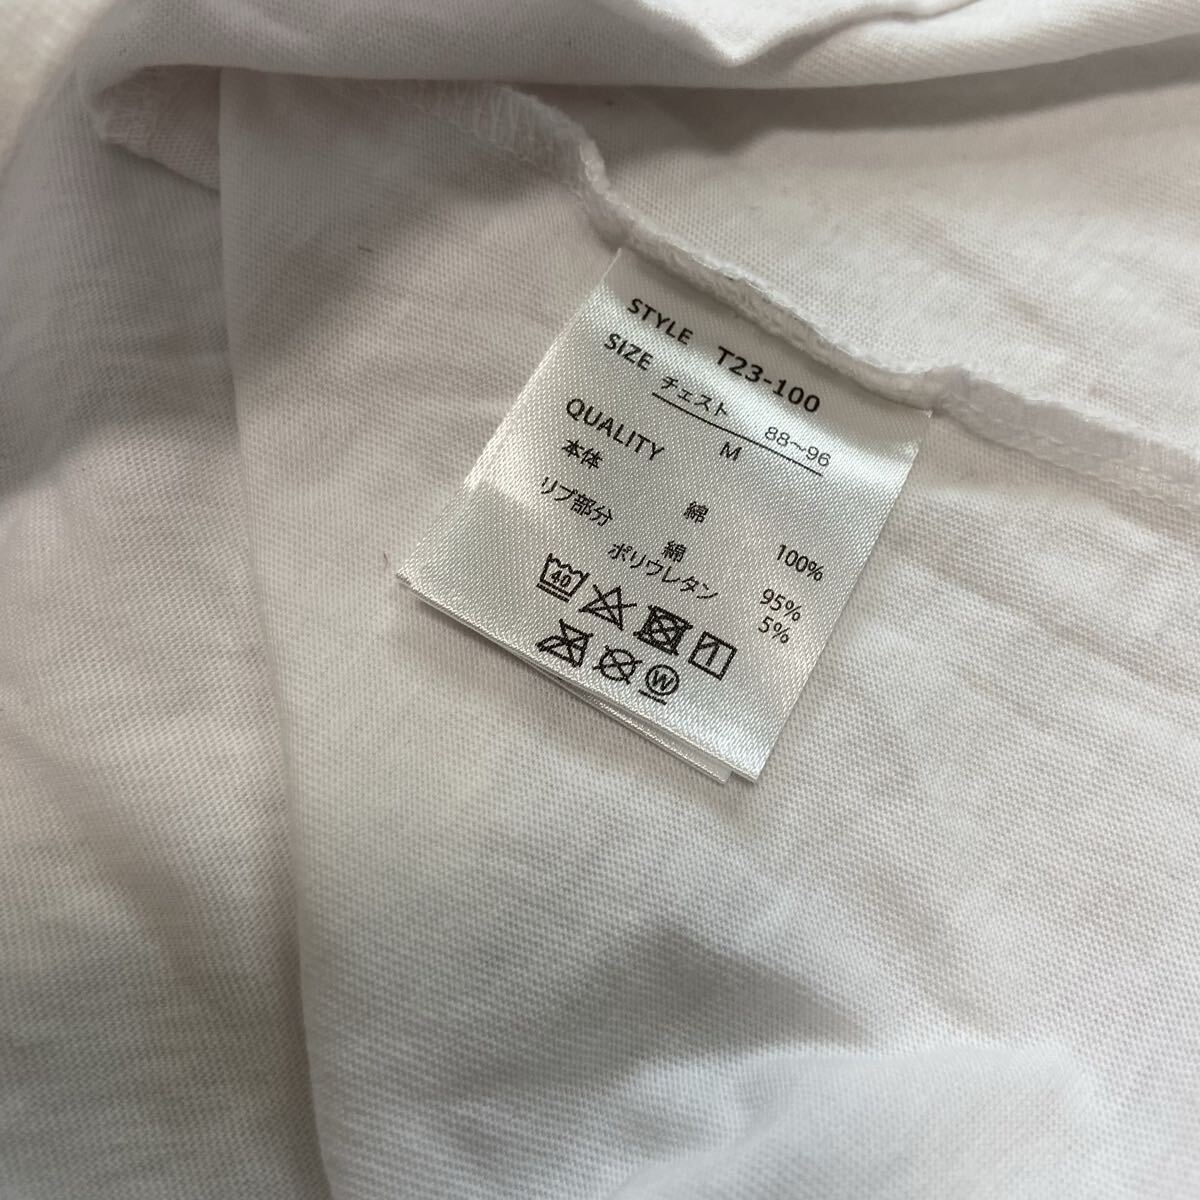 STYLE T23-100
SIZE チェスト 88~96
M
QUALITY
本体 綿 100%
リブ部分 綿 95%
ポリウレタン 5%
40
W